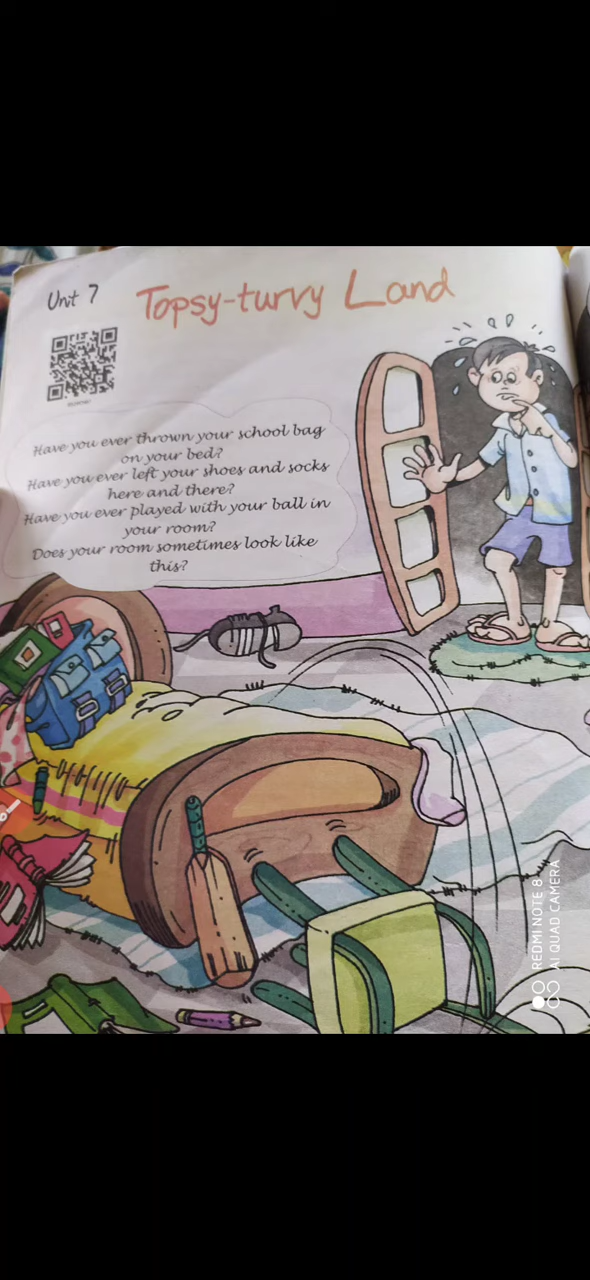 Unit 7
Topsy-turvy Land
Have you ever thrown your school bag
on your bed?
Have you ever left your shoes and socks
here and there?
Have you ever played with your ball in
your room?
Does your room sometimes look like
this?
REDMI NOTE 8
AI QUAD CAMERA